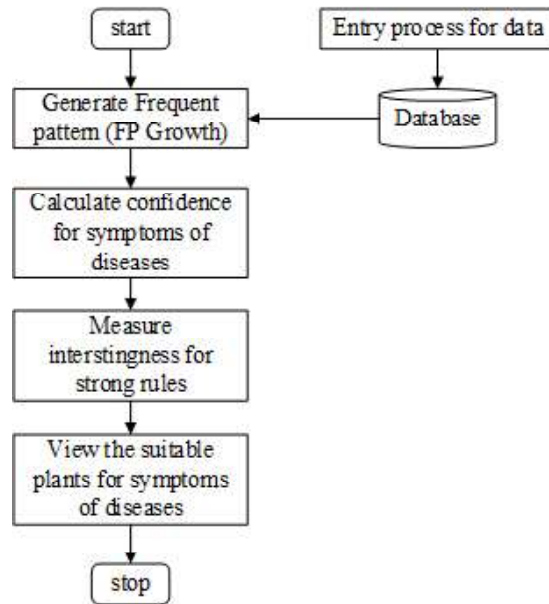 start
Entry process for data
Generate Frequent
pattern (FP Growth)
Database
Calculate confidence
for symptoms of
diseases
Measure
interstingness for
strong rules
View the suitable
plants for symptoms
of diseases
stop